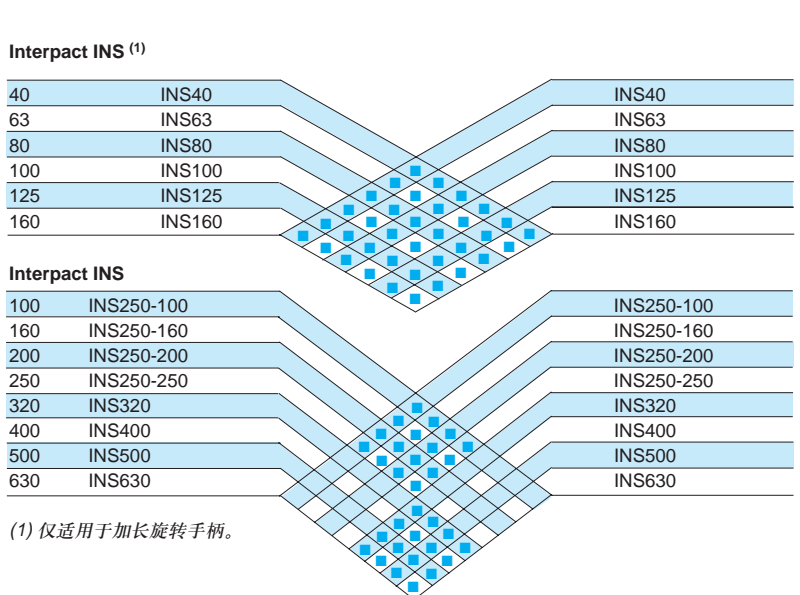 Interpact INS (1)
40 INS40 INS40
63 INS63 INS63
80 INS80 INS80
100 INS100 INS100
125 INS125 INS125
160 INS160 INS160
Interpact INS
100 INS250-100 INS250-100
160 INS250-160 INS250-160
200 INS250-200 INS250-200
250 INS250-250 INS250-250
320 INS320 INS320
400 INS400 INS400
500 INS500 INS500
630 INS630 INS630
(1) 仅适用于加长旋转手柄。